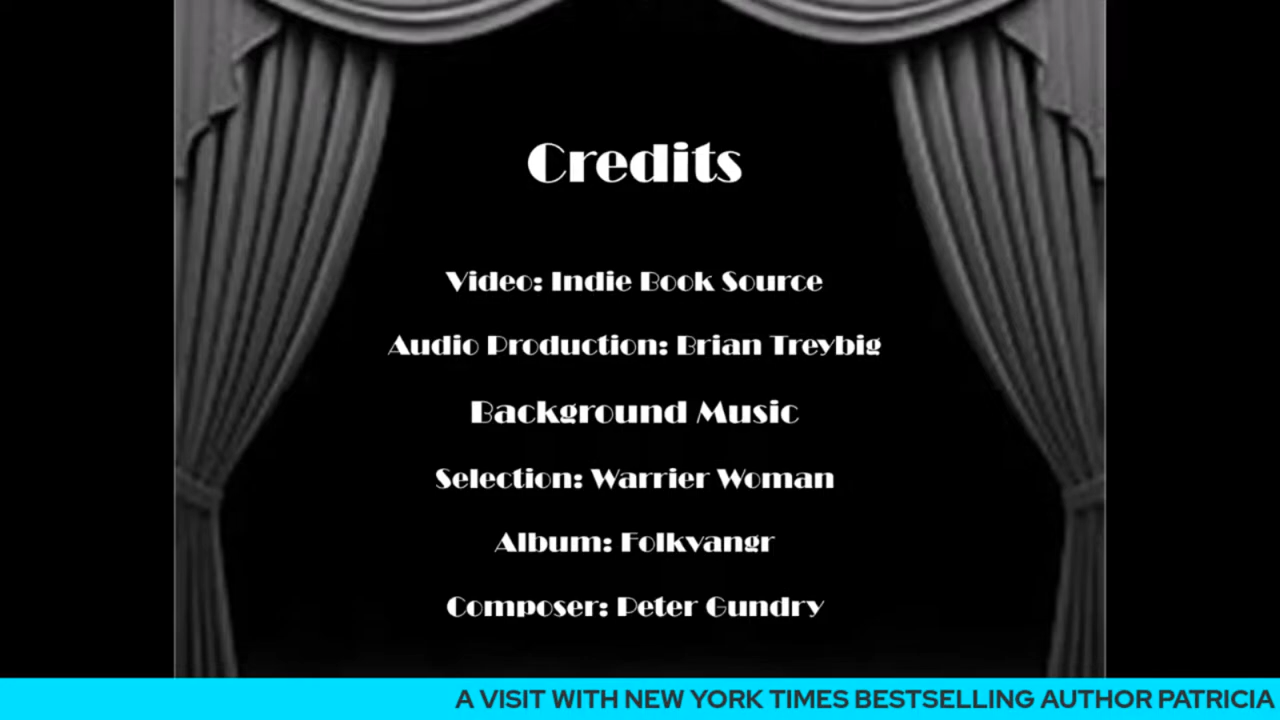 Credits
Video: Indie Book Source
Audio Production: Brian Treybig
Background Music
Selection: Warrier Woman
Album: Folkvangr
Composer: Peter Gundry
A VISIT WITH NEW YORK TIMES BESTSELLING AUTHOR PATRICIA